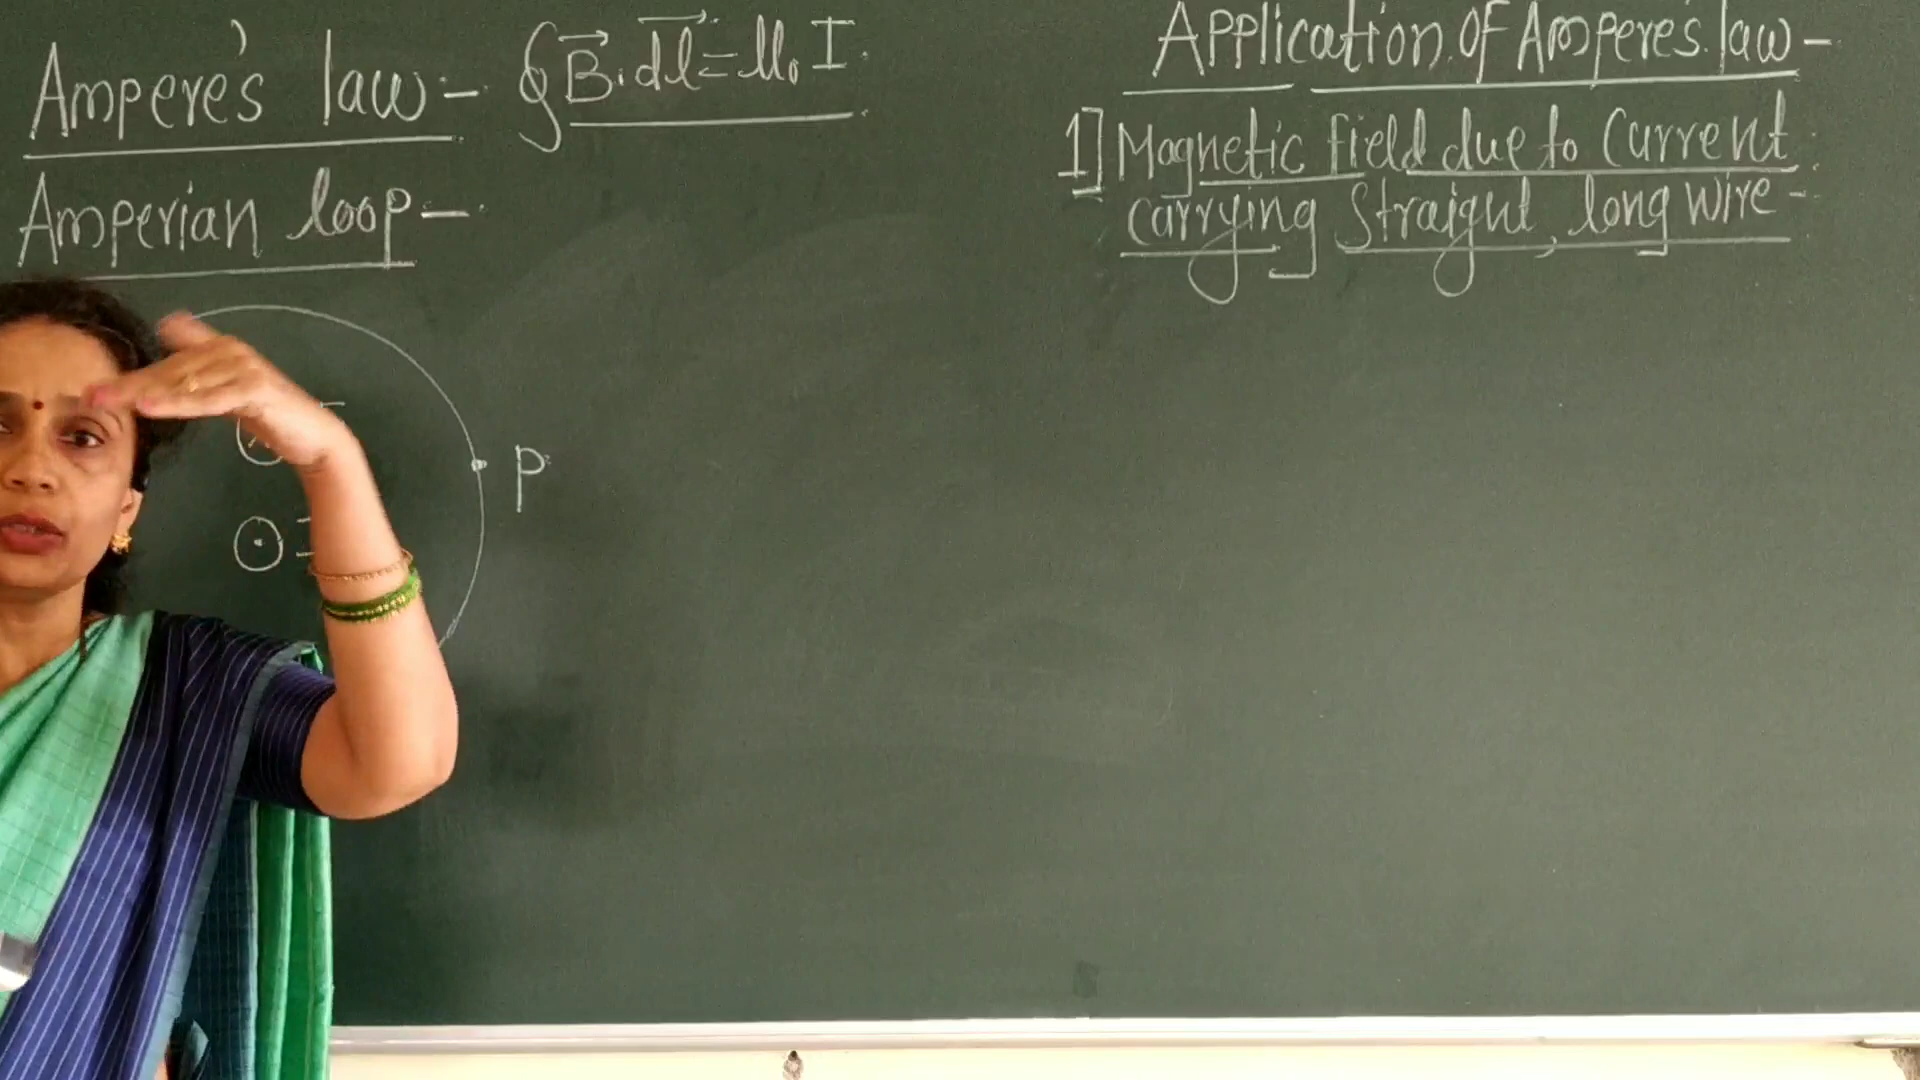 Ampere's law:- ∮B⃗.dl⃗=μ₀I.
Amperian loop-
P
Application of Ampere's law-
1] Magnetic field due to Current
carrying Straight, long wire-